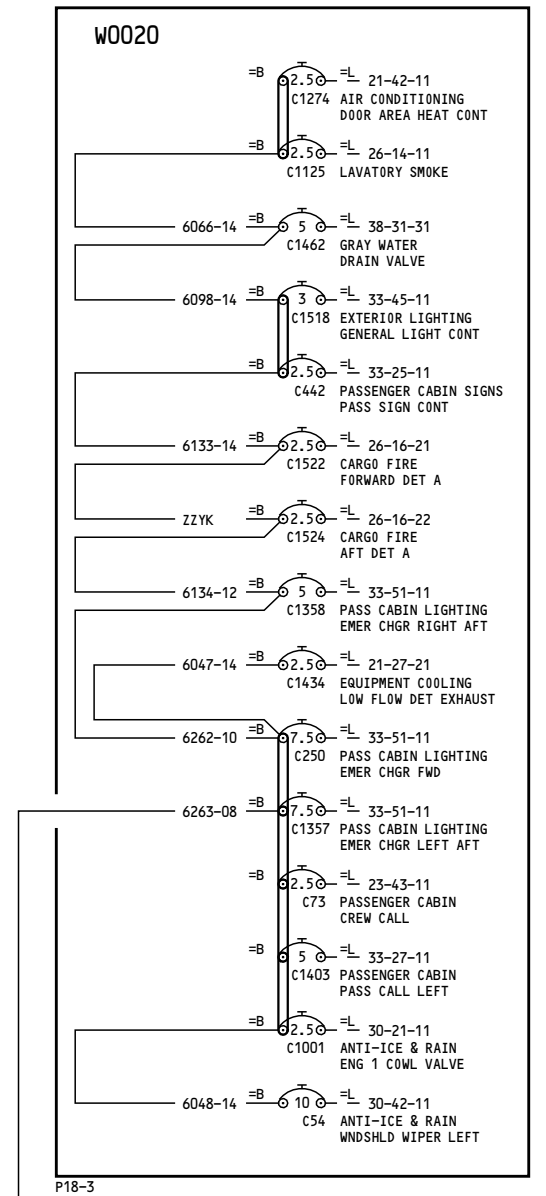 W0020
=B 2.5 =L 21-42-11
C1274 AIR CONDITIONING
DOOR AREA HEAT CONT
=B 2.5 =L 26-14-11
C1125 LAVATORY SMOKE
6066-14 =B 5 =L 38-31-31
C1462 GRAY WATER
DRAIN VALVE
6098-14 =B 3 =L 33-45-11
C1518 EXTERIOR LIGHTING
GENERAL LIGHT CONT
=B 2.5 =L 33-25-11
C442 PASSENGER CABIN SIGNS
PASS SIGN CONT
6133-14 =B 2.5 =L 26-16-21
C1522 CARGO FIRE
FORWARD DET A
ZZYK =B 2.5 =L 26-16-22
C1524 CARGO FIRE
AFT DET A
6134-12 =B 5 =L 33-51-11
C1358 PASS CABIN LIGHTING
EMER CHGR RIGHT AFT
6047-14 =B 2.5 =L 21-27-21
C1434 EQUIPMENT COOLING
LOW FLOW DET EXHAUST
6262-10 =B 7.5 =L 33-51-11
C250 PASS CABIN LIGHTING
EMER CHGR FWD
6263-08 =B 7.5 =L 33-51-11
C1357 PASS CABIN LIGHTING
EMER CHGR LEFT AFT
=B 2.5 =L 23-43-11
C73 PASSENGER CABIN
CREW CALL
=B 5 =L 33-27-11
C1403 PASSENGER CABIN
PASS CALL LEFT
=B 2.5 =L 30-21-11
C1001 ANTI-ICE & RAIN
ENG 1 COWL VALVE
6048-14 =B 10 =L 30-42-11
C54 ANTI-ICE & RAIN
WNDSHLD WIPER LEFT
P18-3